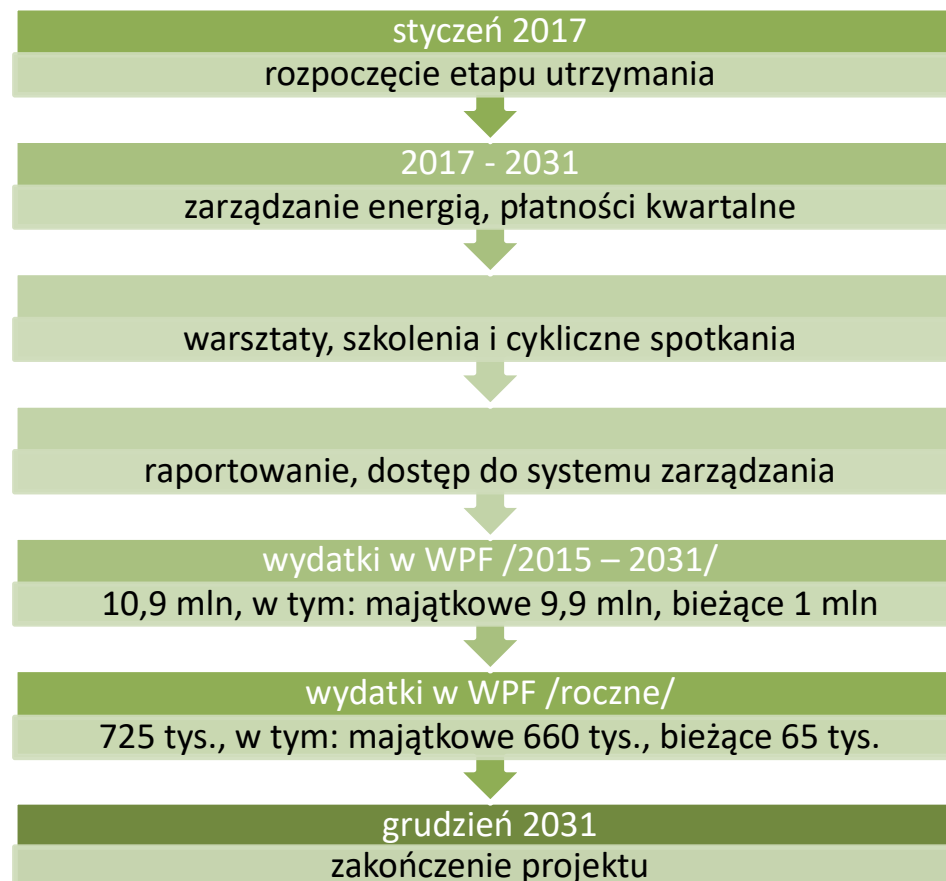 styczeń 2017
rozpoczęcie etapu utrzymania
2017 - 2031
zarządzanie energią, płatności kwartalne
warsztaty, szkolenia i cykliczne spotkania
raportowanie, dostęp do systemu zarządzania
wydatki w WPF /2015 – 2031/
10,9 mln, w tym: majątkowe 9,9 mln, bieżące 1 mln
wydatki w WPF /roczne/
725 tys., w tym: majątkowe 660 tys., bieżące 65 tys.
grudzień 2031
zakończenie projektu